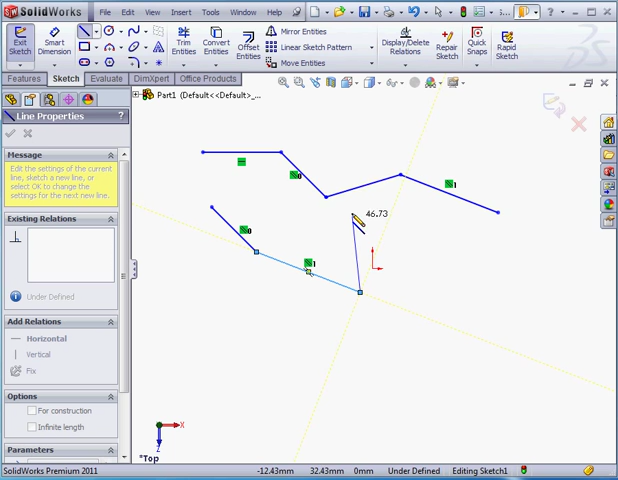 SolidWorks
File Edit View Insert Tools Window Help
Exit Sketch
Smart Dimension
Trim Entities
Convert Entities
Offset Entities
Mirror Entities
Linear Sketch Pattern
Move Entities
Display/Delete Relations
Repair Sketch
Quick Snaps
Rapid Sketch
Features Sketch Evaluate DimXpert Office Products
Part1 (Default<<Default>_...
Line Properties ?
Message
Edit the settings of the current line, sketch a new line, or select OK to change the settings for the next new line.
Existing Relations
Under Defined
Add Relations
Horizontal
Vertical
Fix
Options
For construction
Infinite length
Parameters
0
1
46.73
0
1
X
Z
*Top
SolidWorks Premium 2011
-12.43mm 32.43mm 0mm Under Defined Editing Sketch1